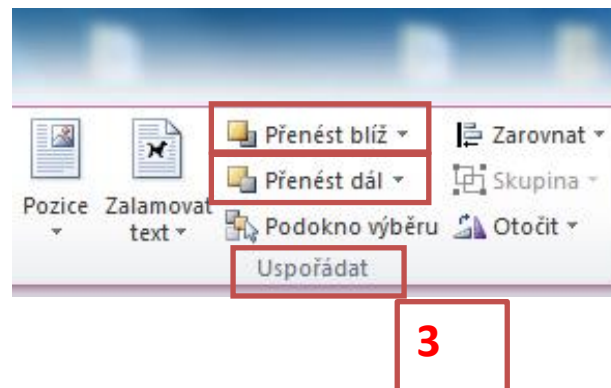 Pozice
Zalamovat
text
Přenést blíž
Přenést dál
Podokno výběru
Zarovnat
Skupina
Otočit
Uspořádat
3